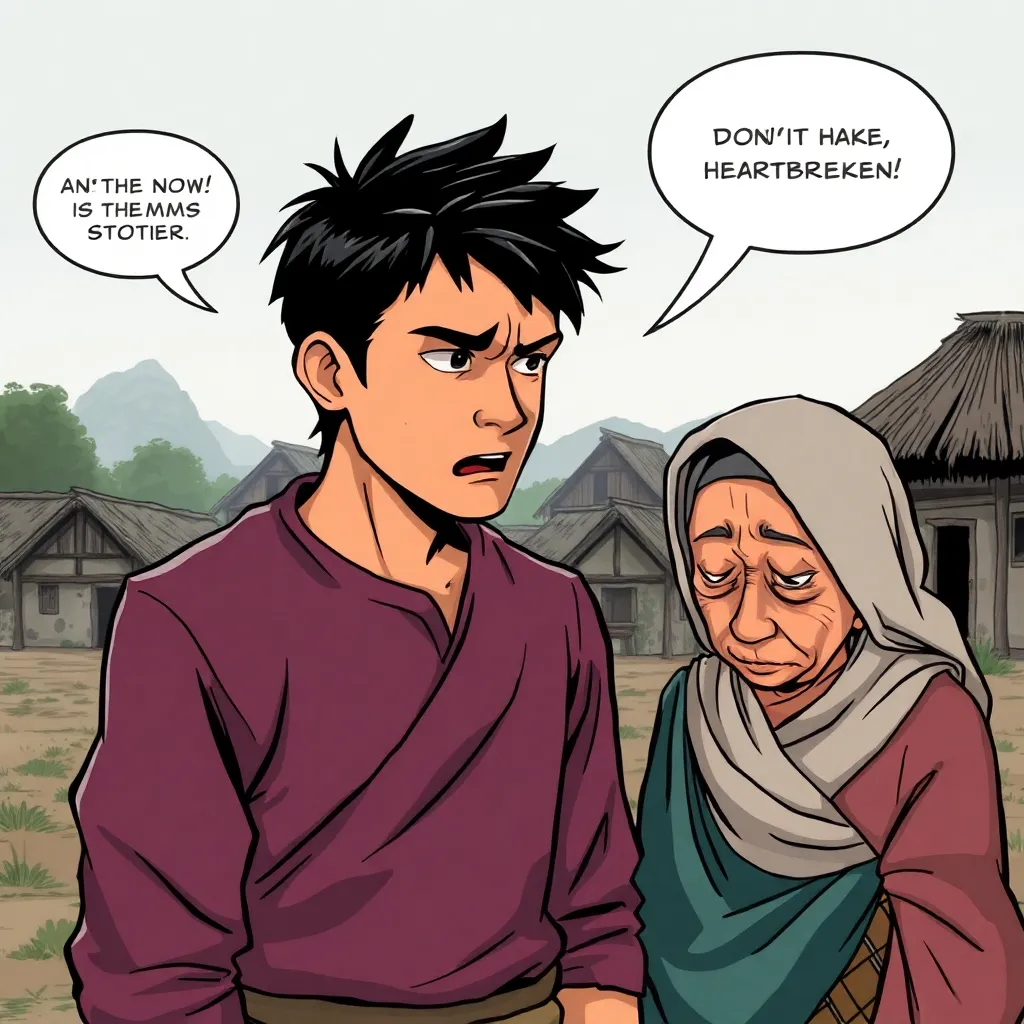 AN'THE NOW!
IS THEMMS
STOTIER.
DON'IT HAKE,
HEARTBREKEN!